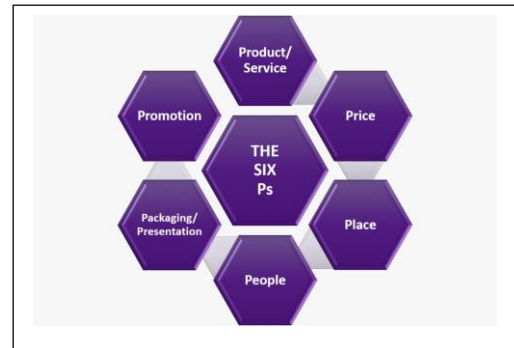 Product/
Service
Price
Place
People
Packaging/
Presentation
Promotion
THE
SIX
Ps